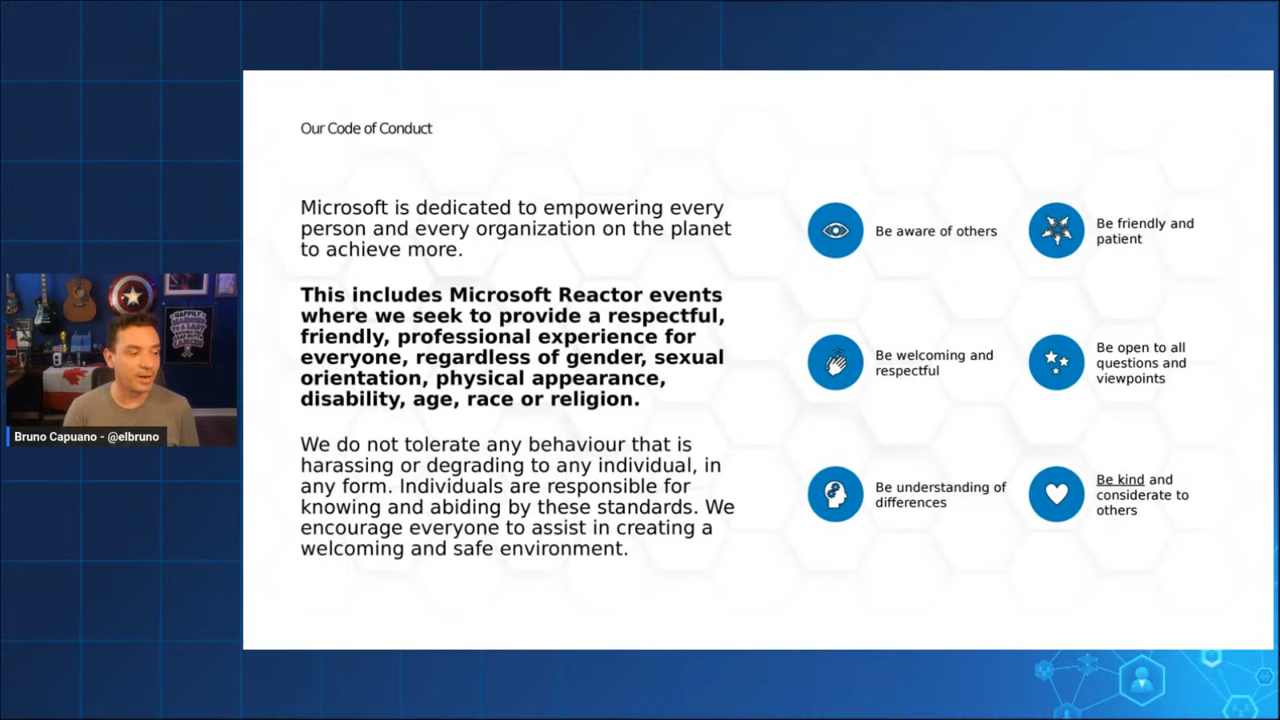 Our Code of Conduct
Microsoft is dedicated to empowering every
person and every organization on the planet
to achieve more.
This includes Microsoft Reactor events
where we seek to provide a respectful,
friendly, professional experience for
everyone, regardless of gender, sexual
orientation, physical appearance,
disability, age, race or religion.
We do not tolerate any behaviour that is
harassing or degrading to any individual, in
any form. Individuals are responsible for
knowing and abiding by these standards. We
encourage everyone to assist in creating a
welcoming and safe environment.
Be aware of others
Be friendly and
patient
Be welcoming and
respectful
Be open to all
questions and
viewpoints
Be understanding of
differences
Be kind and
considerate to
others
Bruno Capuano - @elbruno